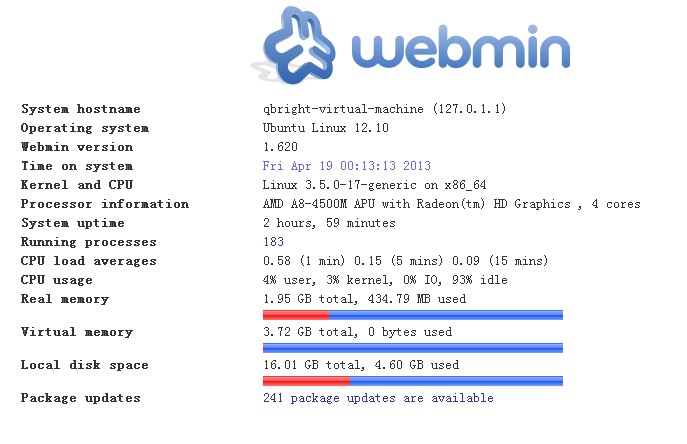 webmin
System hostname qbright-virtual-machine (127.0.1.1)
Operating system Ubuntu Linux 12.10
Webmin version 1.620
Time on system Fri Apr 19 00:13:13 2013
Kernel and CPU Linux 3.5.0-17-generic on x86_64
Processor information AMD A8-4500M APU with Radeon(tm) HD Graphics , 4 cores
System uptime 2 hours, 59 minutes
Running processes 183
CPU load averages 0.58 (1 min) 0.15 (5 mins) 0.09 (15 mins)
CPU usage 4% user, 3% kernel, 0% IO, 93% idle
Real memory 1.95 GB total, 434.79 MB used
Virtual memory 3.72 GB total, 0 bytes used
Local disk space 16.01 GB total, 4.60 GB used
Package updates 241 package updates are available